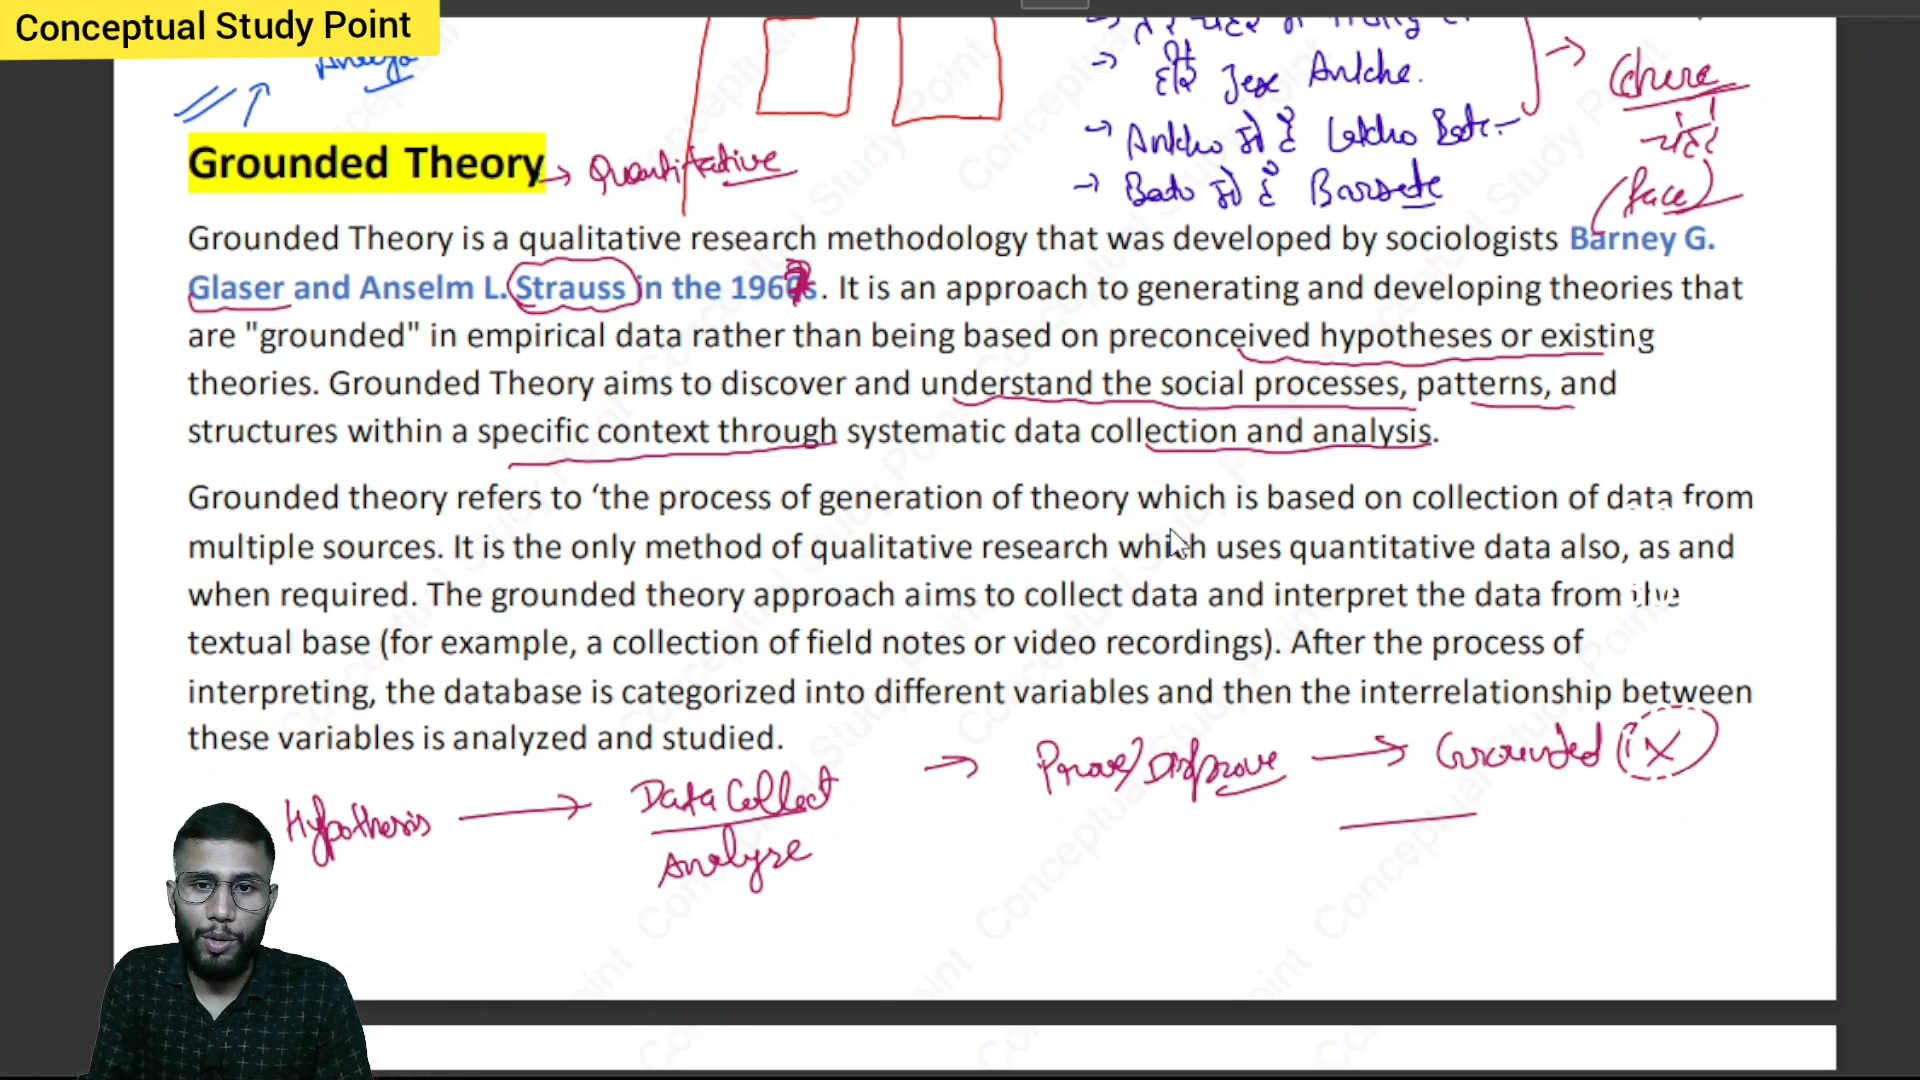 Conceptual Study Point
Ankche.
Chura
Ankho
Barsete
(face)
Grounded Theory → Quantitative
Grounded Theory is a qualitative research methodology that was developed by sociologists Barney G.
Glaser and Anselm L. Strauss in the 1967s. It is an approach to generating and developing theories that
are "grounded" in empirical data rather than being based on preconceived hypotheses or existing
theories. Grounded Theory aims to discover and understand the social processes, patterns, and
structures within a specific context through systematic data collection and analysis.
Grounded theory refers to ‘the process of generation of theory which is based on collection of data from
multiple sources. It is the only method of qualitative research which uses quantitative data also, as and
when required. The grounded theory approach aims to collect data and interpret the data from the
textual base (for example, a collection of field notes or video recordings). After the process of
interpreting, the database is categorized into different variables and then the interrelationship between
these variables is analyzed and studied.
Hypothesis → Data Collect → Prove/Disprove → Grounded X
Analyse